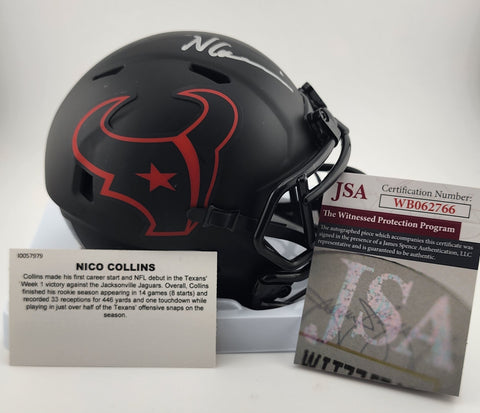 JSA
Certification Number:
WB062766
The Witnessed Protection Program
The autographed piece which accompanies this certificate was
signed in the presence of a James Spence Authentication, LLC
representative and is guaranteed to be authentic.
JSA
I0057979
NICO COLLINS
Collins made his first career start and NFL debut in the Texans'
Week 1 victory against the Jacksonville Jaguars. Overall, Collins
finished his rookie season appearing in 14 games (8 starts) and
recorded 33 receptions for 446 yards and one touchdown while
playing in just over half of the Texans' offensive snaps on the
season.